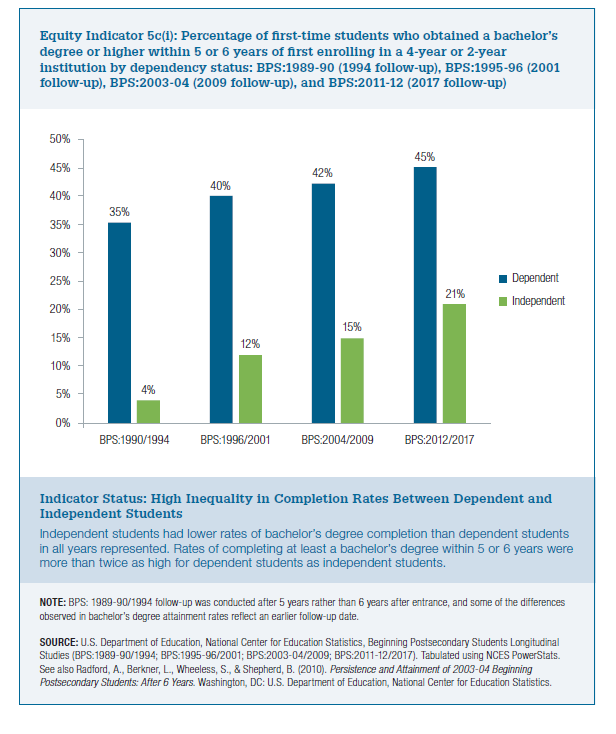 Equity Indicator 5c(i): Percentage of first-time students who obtained a bachelor's
degree or higher within 5 or 6 years of first enrolling in a 4-year or 2-year
institution by dependency status: BPS:1989-90 (1994 follow-up), BPS:1995-96 (2001
follow-up), BPS:2003-04 (2009 follow-up), and BPS:2011-12 (2017 follow-up)
50%
45%
40%
35%
30%
25%
20%
15%
10%
5%
0%
35%
4%
40%
12%
42%
15%
45%
21%
BPS:1990/1994
BPS:1996/2001
BPS:2004/2009
BPS:2012/2017
Dependent
Independent
Indicator Status: High Inequality in Completion Rates Between Dependent and
Independent Students
Independent students had lower rates of bachelor's degree completion than dependent students
in all years represented. Rates of completing at least a bachelor's degree within 5 or 6 years were
more than twice as high for dependent students as independent students.
NOTE: BPS: 1989-90/1994 follow-up was conducted after 5 years rather than 6 years after entrance, and some of the differences
observed in bachelor's degree attainment rates reflect an earlier follow-up date.
SOURCE: U.S. Department of Education, National Center for Education Statistics, Beginning Postsecondary Students Longitudinal
Studies (BPS:1989-90/1994; BPS:1995-96/2001; BPS:2003-04/2009; BPS:2011-12/2017). Tabulated using NCES PowerStats.
See also Radford, A., Berkner, L., Wheeless, S., & Shepherd, B. (2010). Persistence and Attainment of 2003-04 Beginning
Postsecondary Students: After 6 Years. Washington, DC: U.S. Department of Education, National Center for Education Statistics.